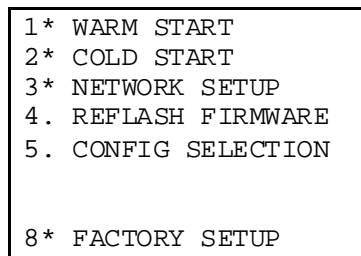 1* WARM START
2* COLD START
3* NETWORK SETUP
4. REFLASH FIRMWARE
5. CONFIG SELECTION
8* FACTORY SETUP